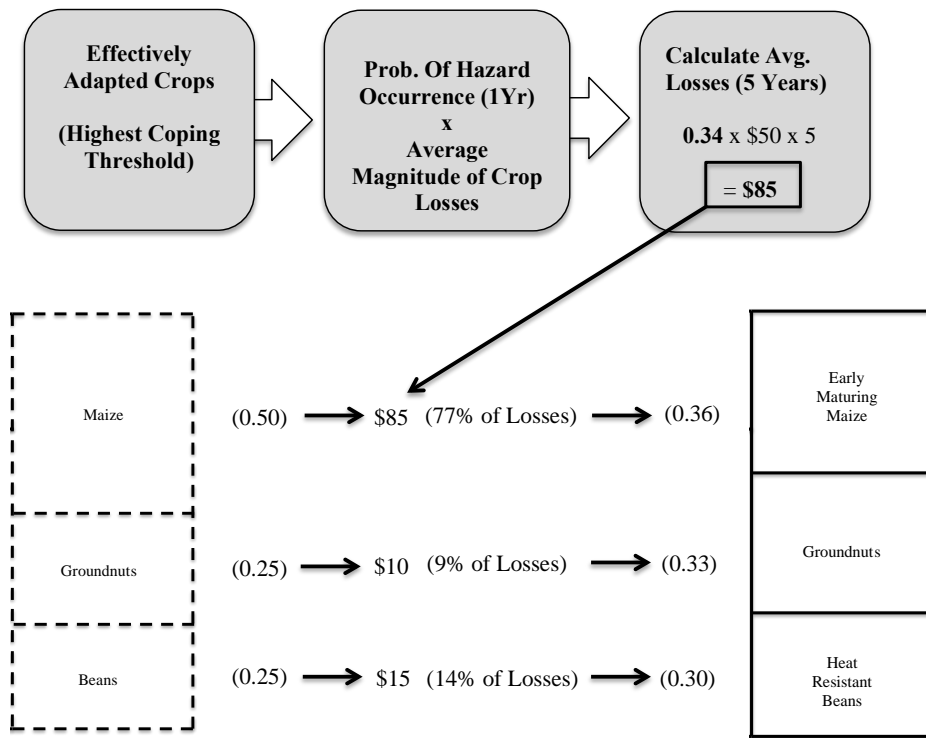 Effectively
Adapted Crops
(Highest Coping
Threshold)
Prob. Of Hazard
Occurrence (1Yr)
x
Average
Magnitude of Crop
Losses
Calculate Avg.
Losses (5 Years)
0.34 x $50 x 5
= $85
Maize
(0.50)
$85 (77% of Losses)
(0.36)
Early
Maturing
Maize
Groundnuts
(0.25)
$10 (9% of Losses)
(0.33)
Groundnuts
Beans
(0.25)
$15 (14% of Losses)
(0.30)
Heat
Resistant
Beans